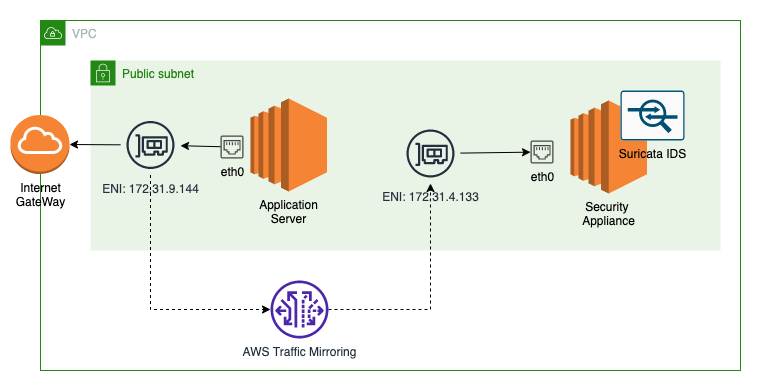 VPC
Public subnet
Internet
GateWay
ENI: 172.31.9.144
eth0
Application
Server
ENI: 172.31.4.133
eth0
Suricata IDS
Security
Appliance
AWS Traffic Mirroring